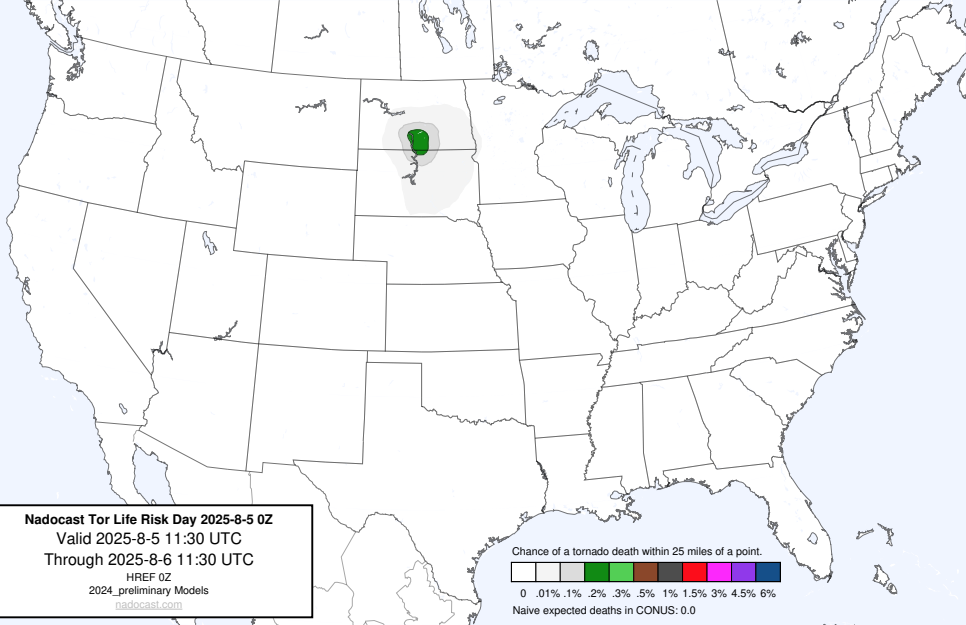 Nadocast Tor Life Risk Day 2025-8-5 0Z
Valid 2025-8-5 11:30 UTC
Through 2025-8-6 11:30 UTC
HREF 0Z
2024_preliminary Models
nadocast.com
Chance of a tornado death within 25 miles of a point.
0 .01% .1% .2% .3% .5% 1% 1.5% 3% 4.5% 6%
Naive expected deaths in CONUS: 0.0